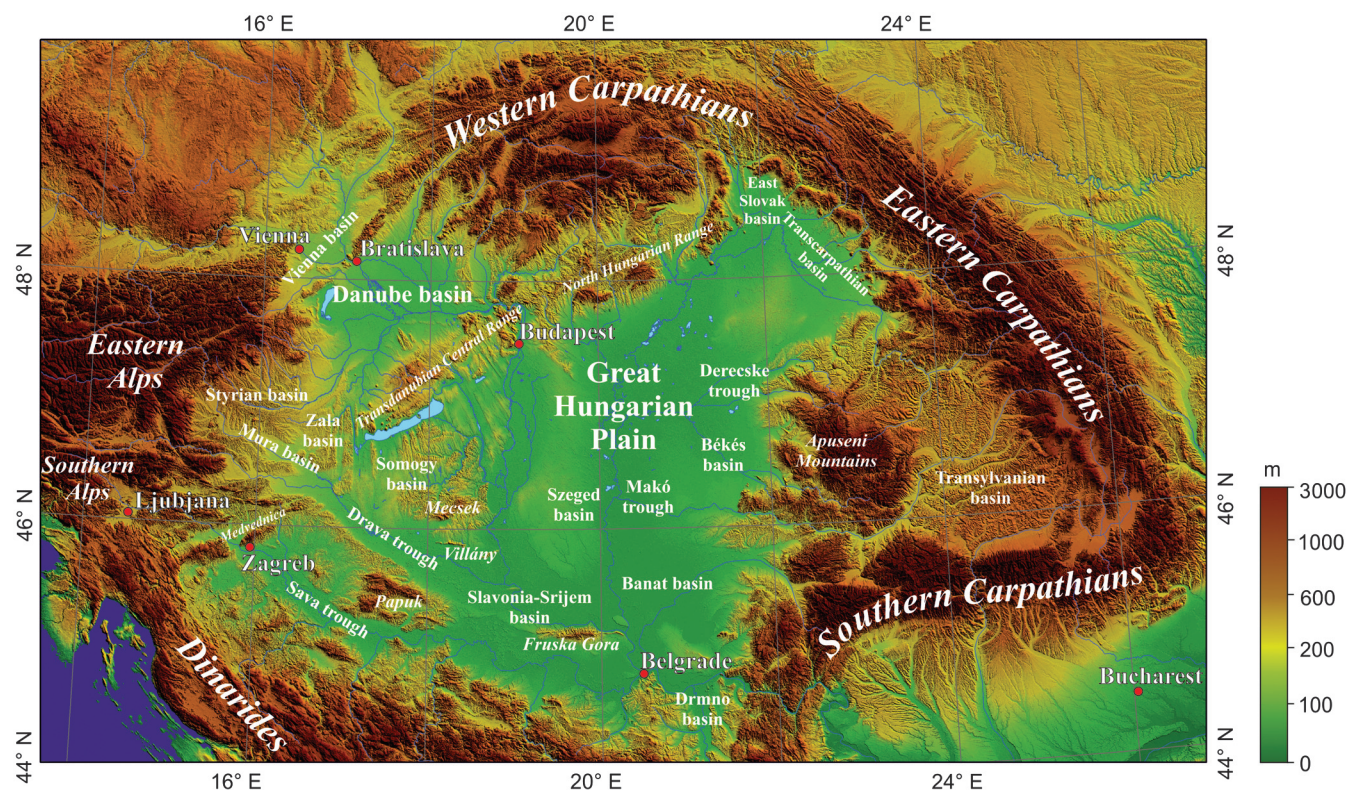 16° E 20° E 24° E
Western Carpathians
East
Slovak
basin
Transcarpathian
basin
Eastern Carpathians
Vienna
Vienna basin
Bratislava
North Hungarian Range
48° N
48° N
Danube basin
Transdanubian Central Range
Budapest
Eastern
Alps
Great
Hungarian
Plain
Derecske
trough
Styrian basin
Zala
basin
Mura basin
Békés
basin
Apuseni
Mountains
Southern
Alps
Somogy
basin
Transylvanian
basin
Ljubjana
Mecsek
Szeged
basin
Makó
trough
46° N
46° N
Medvednica
Zagreb
Drava trough
Villány
Banat basin
Sava trough
Papuk
Slavonia-Srijem
basin
Fruska Gora
Southern Carpathians
Dinarides
Belgrade
Drmno
basin
Bucharest
44° N
44° N
16° E 20° E 24° E
m
3000
1000
600
200
100
0